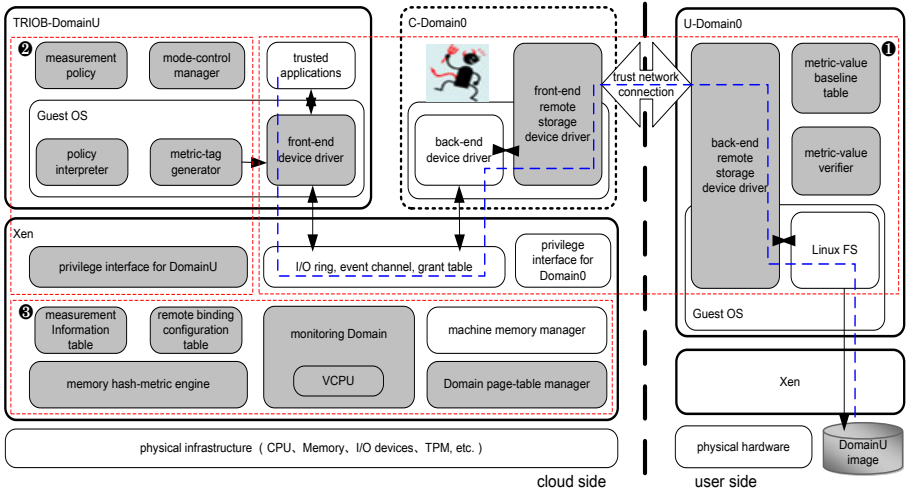 TRIOB-DomainU
C-Domain0
U-Domain0
❷
measurement
policy
mode-control
manager
trusted
applications
Guest OS
policy
interpreter
metric-tag
generator
front-end
device driver
back-end
device driver
front-end
remote
storage
device driver
trust network
connection
❶
back-end
remote
storage
device driver
metric-value
baseline
table
metric-value
verifier
Linux FS
Guest OS
Xen
privilege interface for DomainU
I/O ring, event channel, grant table
privilege
interface for
Domain0
❸
measurement
Information
table
remote binding
configuration
table
monitoring Domain
VCPU
machine memory manager
memory hash-metric engine
Domain page-table manager
Xen
physical infrastructure ( CPU、Memory、I/O devices、TPM, etc. )
physical hardware
DomainU
image
cloud side
user side